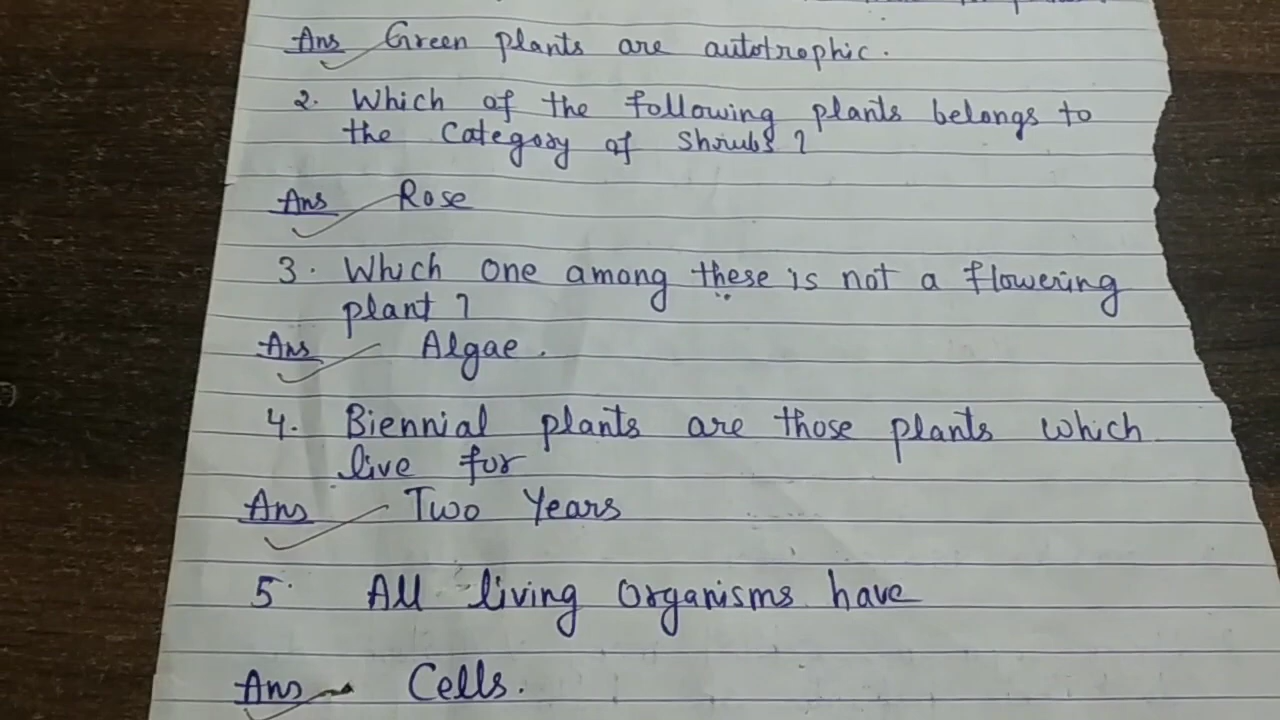 Ans Green plants are autotrophic.
2. Which of the following plants belongs to
the Category of Shrubs ?
Ans Rose
3. Which one among these is not a flowering
plant ?
Ans Algae.
4. Biennial plants are those plants which
live for
Ans Two Years
5. All living organisms have
Ans Cells.